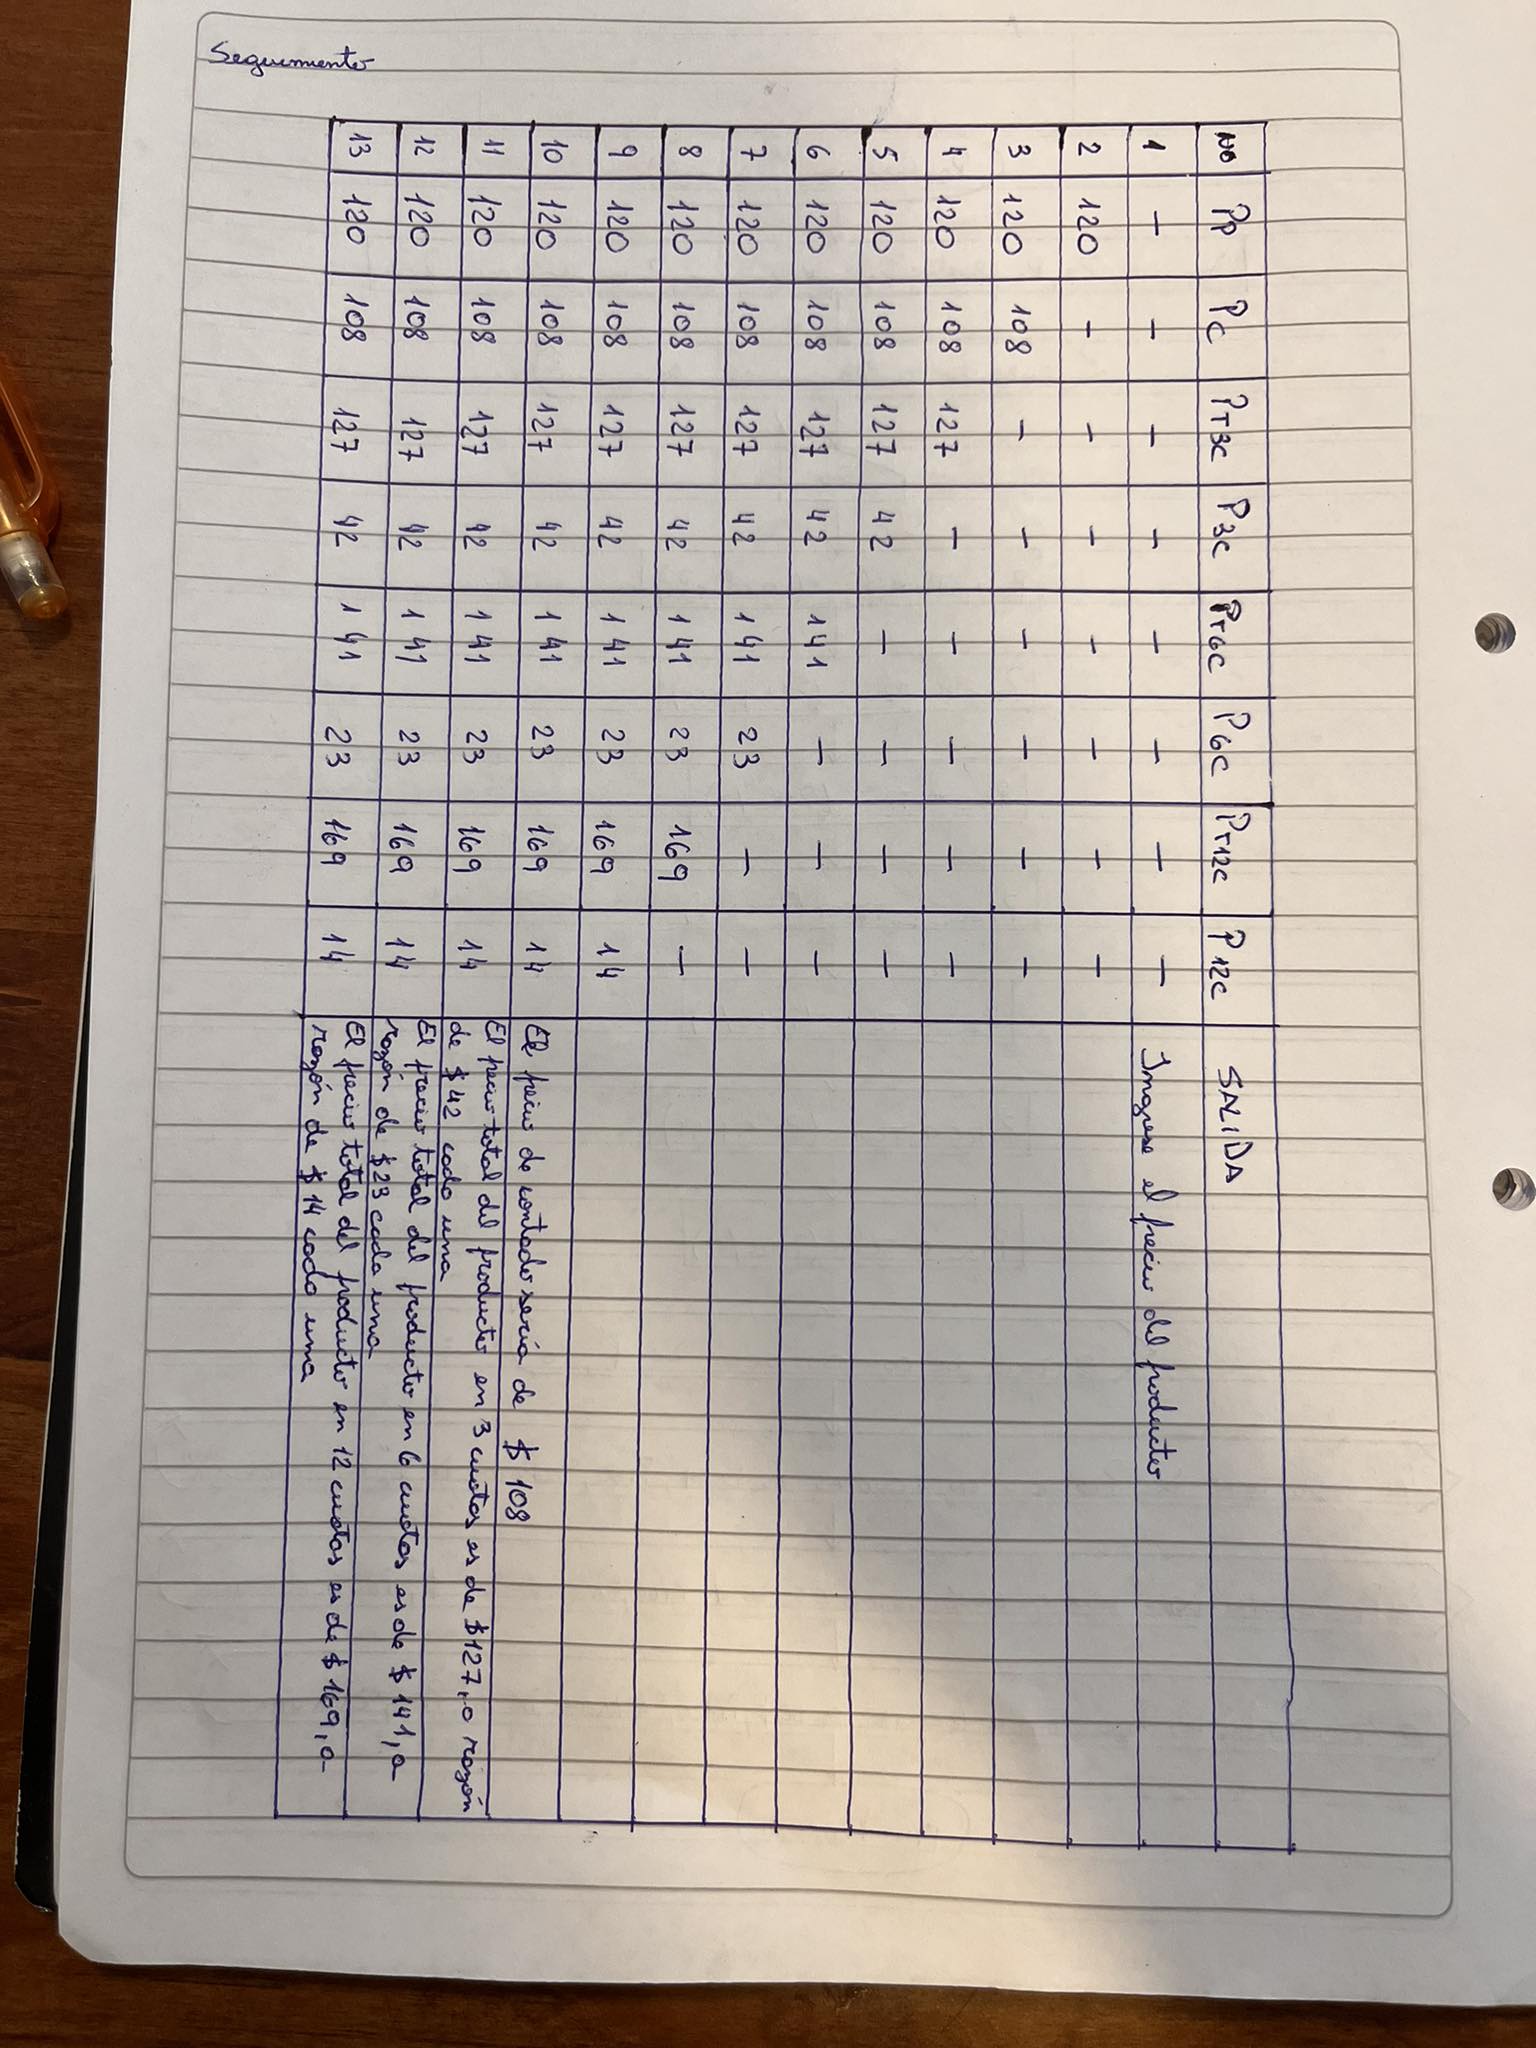 Seguimiento
Nº PP PC PT3C P3C PT6C P6C PT12C P12C SALIDA
1 - - - - - - - - Ingrese el precio del producto
2 120 - - - - - - -
3 120 108 - - - - - -
4 120 108 127 - - - - -
5 120 108 127 42 - - - -
6 120 108 127 42 141 - - -
7 120 108 127 42 141 23 - -
8 120 108 127 42 141 23 169 -
9 120 108 127 42 141 23 169 14
10 120 108 127 42 141 23 169 14 El precio de contado sería de $ 108
11 120 108 127 42 141 23 169 14 El precio total del producto en 3 cuotas es de $127, a razón
de $42 cada una
12 120 108 127 42 141 23 169 14 El precio total del producto en 6 cuotas es de $ 141, a
razón de $23 cada una
13 120 108 127 42 141 23 169 14 El precio total del producto en 12 cuotas es de $ 169, a
razón de $ 14 cada una